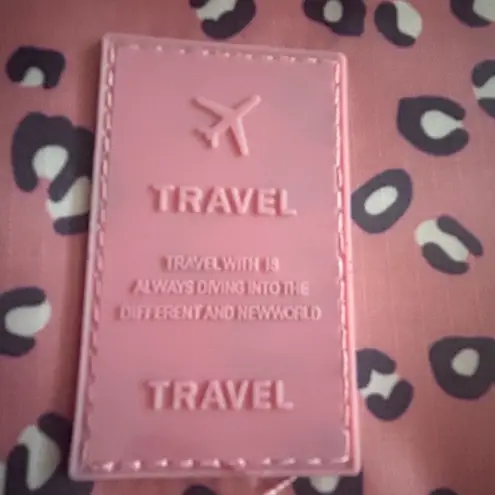 TRAVEL
TRAVEL WITH IS
ALWAYS DIVING INTO THE
DIFFERENT AND NEWWORLD
TRAVEL